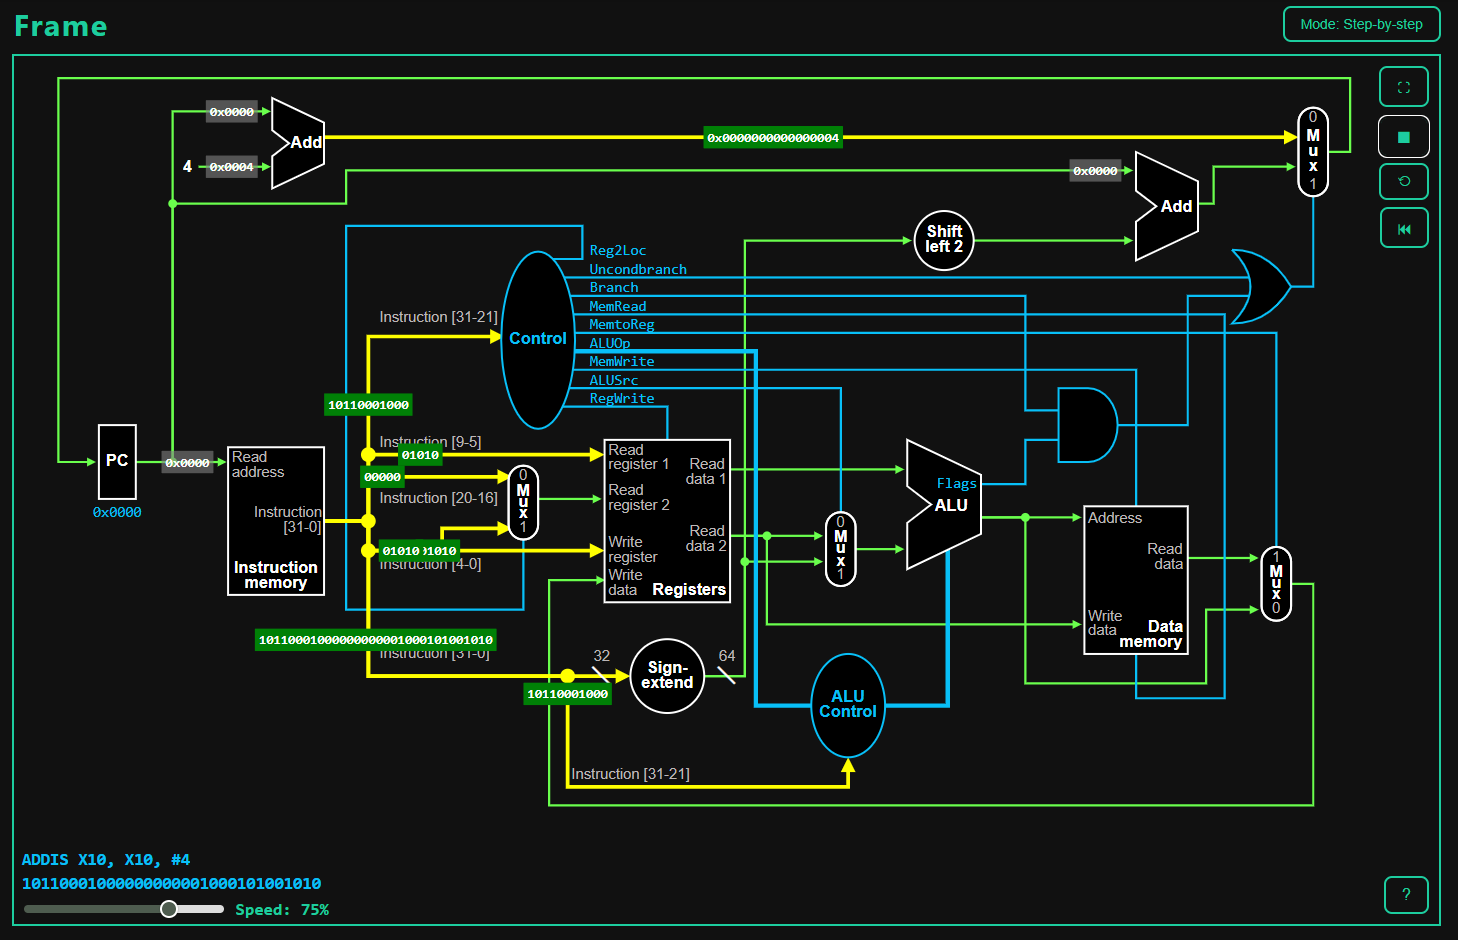 Frame
Mode: Step-by-step
0x0000
Add
4
0x0004
0x0000000000000004
0
M
u
x
1
0x0000
Add
Shift
left 2
Reg2Loc
Uncondbranch
Branch
MemRead
MemtoReg
ALUOp
MemWrite
ALUSrc
RegWrite
Instruction [31-21]
Control
10110001000
Instruction [9-5]
01010
00000
Instruction [20-16]
0
M
u
x
1
01010
1010
Instruction [4-0]
PC
0x0000
0x0000
Read
address
Instruction
[31-0]
Instruction
memory
Read
register 1
Read
register 2
Write
register
Write
data
Read
data 1
Read
data 2
Registers
0
M
u
x
1
Flags
ALU
Address
Read
data
Write
data
Data
memory
1
M
u
x
0
10110001000000000001000101001010
Instruction [31-0]
32
Sign-
extend
64
10110001000
ALU
Control
Instruction [31-21]
ADDIS X10, X10, #4
10110001000000000001000101001010
Speed: 75%
?